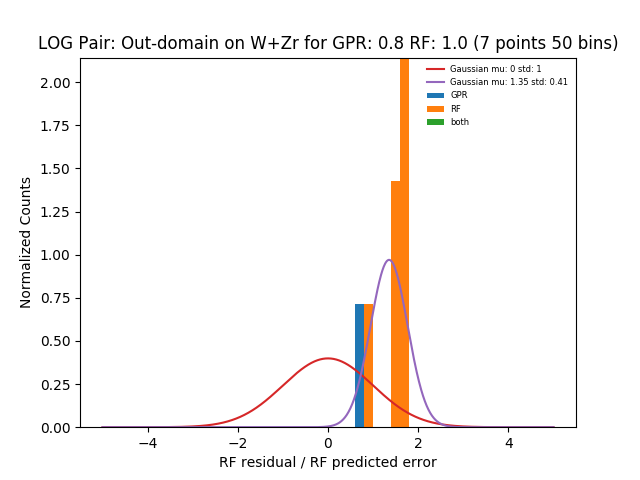 LOG Pair: Out-domain on W+Zr for GPR: 0.8 RF: 1.0 (7 points 50 bins)
Gaussian mu: 0 std: 1
Gaussian mu: 1.35 std: 0.41
GPR
RF
both
Normalized Counts
2.00
1.75
1.50
1.25
1.00
0.75
0.50
0.25
0.00
−4 −2 0 2 4
RF residual / RF predicted error